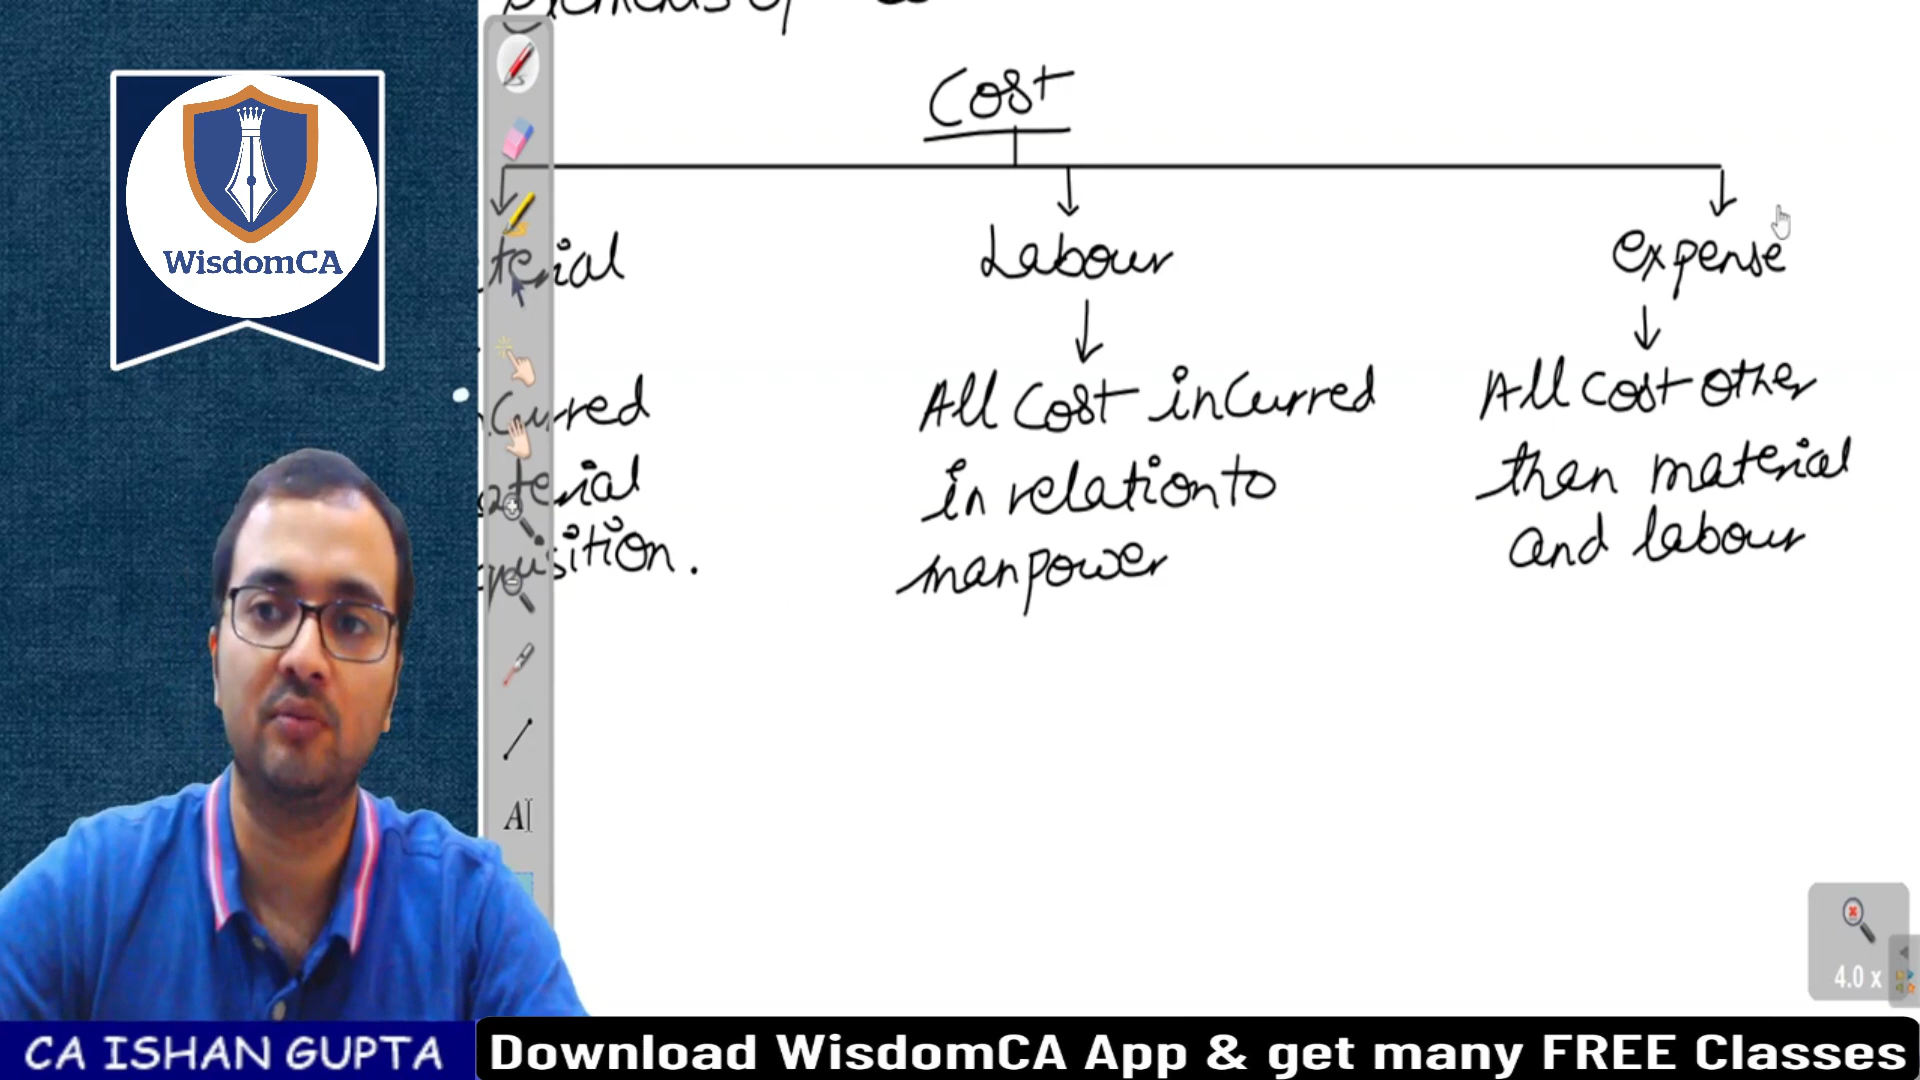 WisdomCA
Cost
Labour
expense
All Cost incurred
in relation to
manpower
All cost other
then material
and labour
4.0 x
CA ISHAN GUPTA
Download WisdomCA App & get many FREE Classes